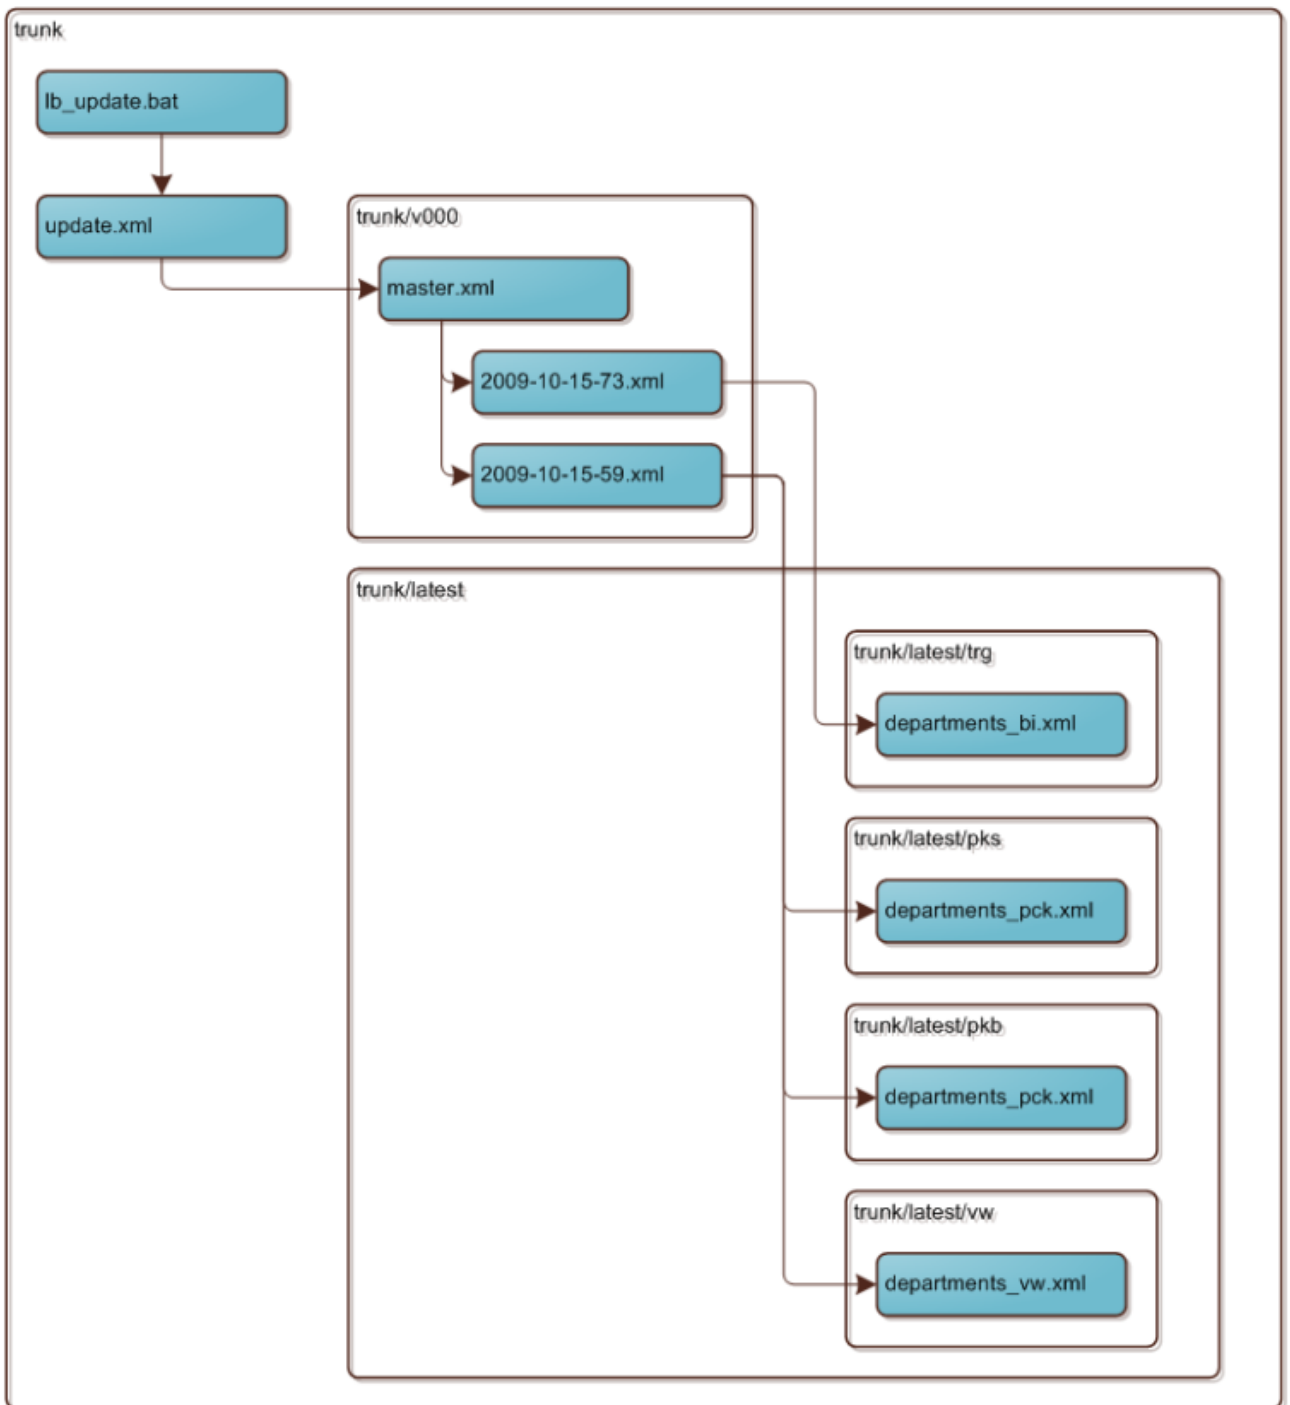 trunk
lb_update.bat
update.xml
trunk/v000
master.xml
2009-10-15-73.xml
2009-10-15-59.xml
trunk/latest
trunk/latest/trg
departments_bi.xml
trunk/latest/pks
departments_pck.xml
trunk/latest/pkb
departments_pck.xml
trunk/latest/vw
departments_vw.xml